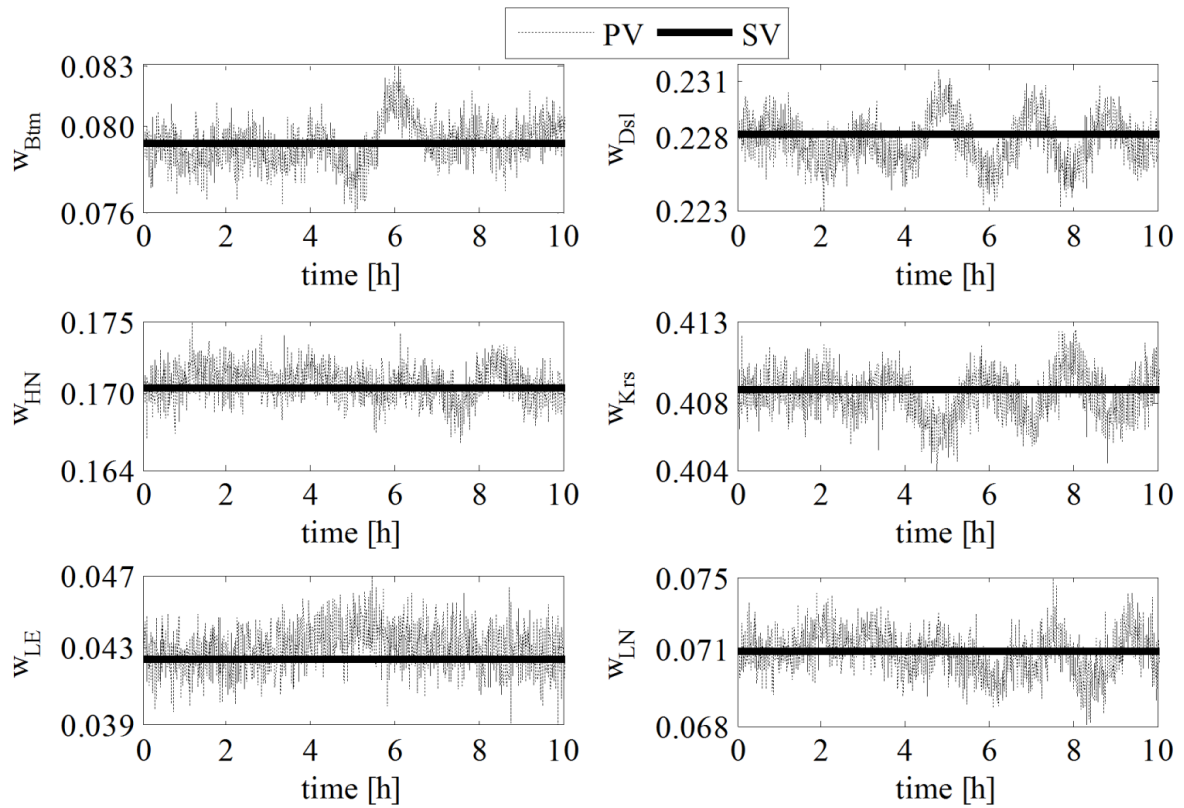 PV SV
0.083
0.080
0.076
w_Btm
0 2 4 6 8 10
time [h]
0.231
0.228
0.223
w_Dsl
0 2 4 6 8 10
time [h]
0.175
0.170
0.164
w_HN
0 2 4 6 8 10
time [h]
0.413
0.408
0.404
w_Krs
0 2 4 6 8 10
time [h]
0.047
0.043
0.039
w_LE
0 2 4 6 8 10
time [h]
0.075
0.071
0.068
w_LN
0 2 4 6 8 10
time [h]